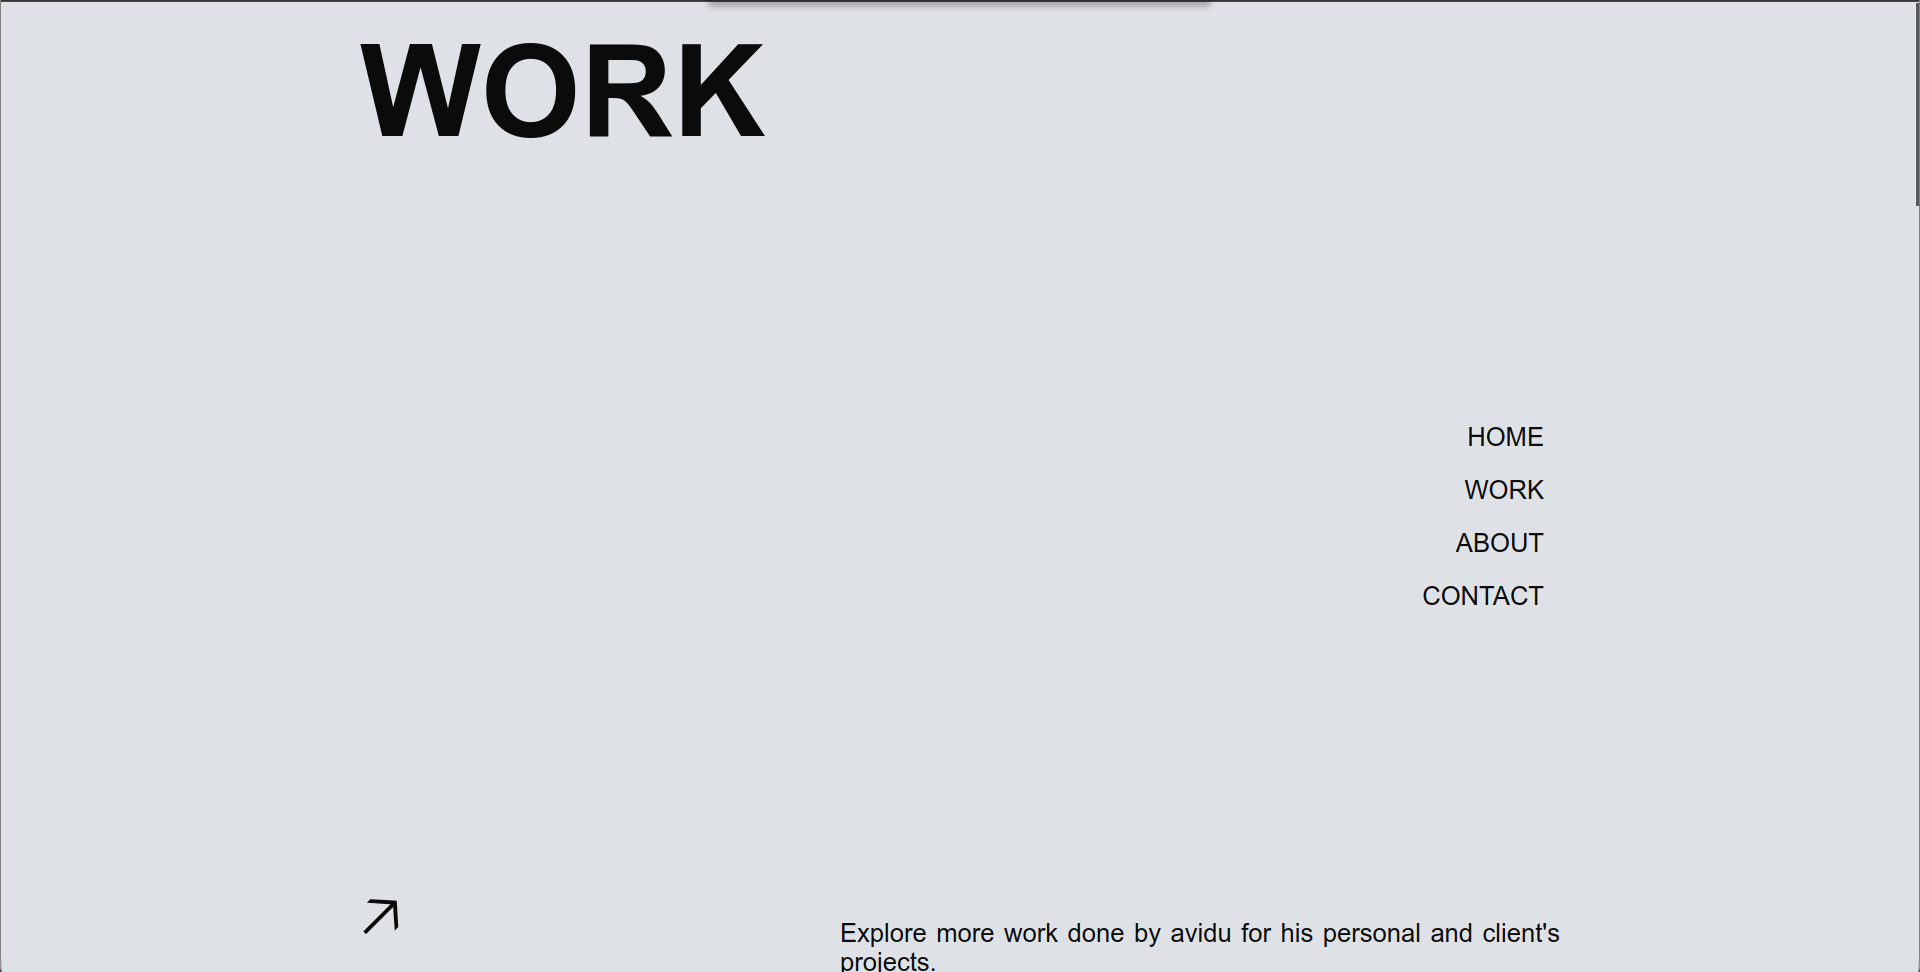 WORK
HOME
WORK
ABOUT
CONTACT
Explore more work done by avidu for his personal and client's
projects.